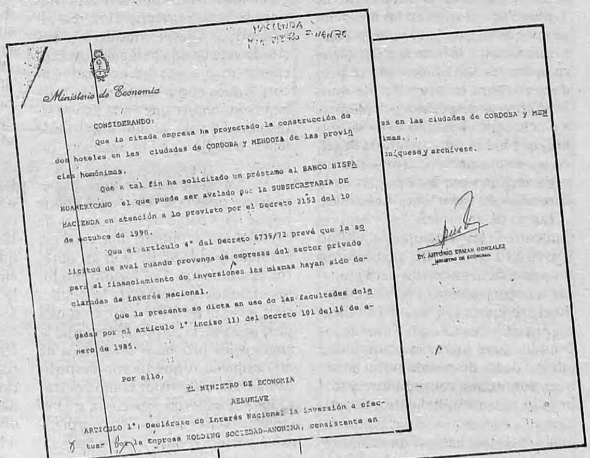 HACIENDA
Ministerio de Economía
CONSIDERANDO:
Que la citada empresa ha proyectado la construcción de
dos hoteles en las ciudades de CORDOBA y MENDOZA de las provin
cias homónimas.
Que a tal fin ha solicitado un préstamo al BANCO HISPA
NOAMERICANO el que puede ser avalado por la SUBSECRETARIA DE
HACIENDA en atención a lo provisto por el Decreto 2153 del 10
de octubre de 1990.
Que el artículo 4° del Decreto 6739/72 prevé que la so
licitud de aval cuando provenga de empresas del sector privado
para el financiamiento de inversiones las mismas hayan sido de-
claradas de interés Nacional.
Que la presente se dicta en uso de las facultades dele
gadas por el artículo 1° inciso 11) del Decreto 101 del 16 de e-
nero de 1985.
Por ello,
EL MINISTRO DE ECONOMIA
RESUELVE
ARTICULO 1°: Declárase de Interés Nacional la inversión a efec-
tuar por la Empresa HOLDING SOCIEDAD ANONIMA, consistente en
en las ciudades de CORDOBA y MEN
imas.
níquese y archívese.
Dr. ANTONIO ERMAN GONZALEZ
MINISTRO DE ECONOMIA